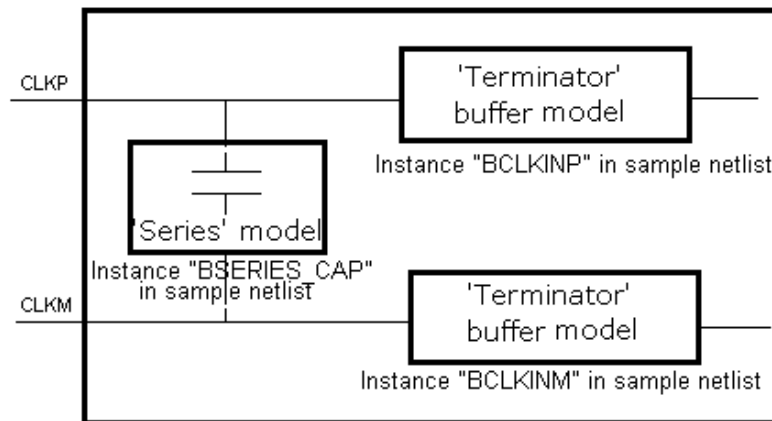 CLKP
'Terminator'
buffer model
Instance "BCLKINP" in sample netlist
'Series' model
Instance "BSERIES_CAP"
in sample netlist
CLKM
'Terminator'
buffer model
Instance "BCLKINM" in sample netlist